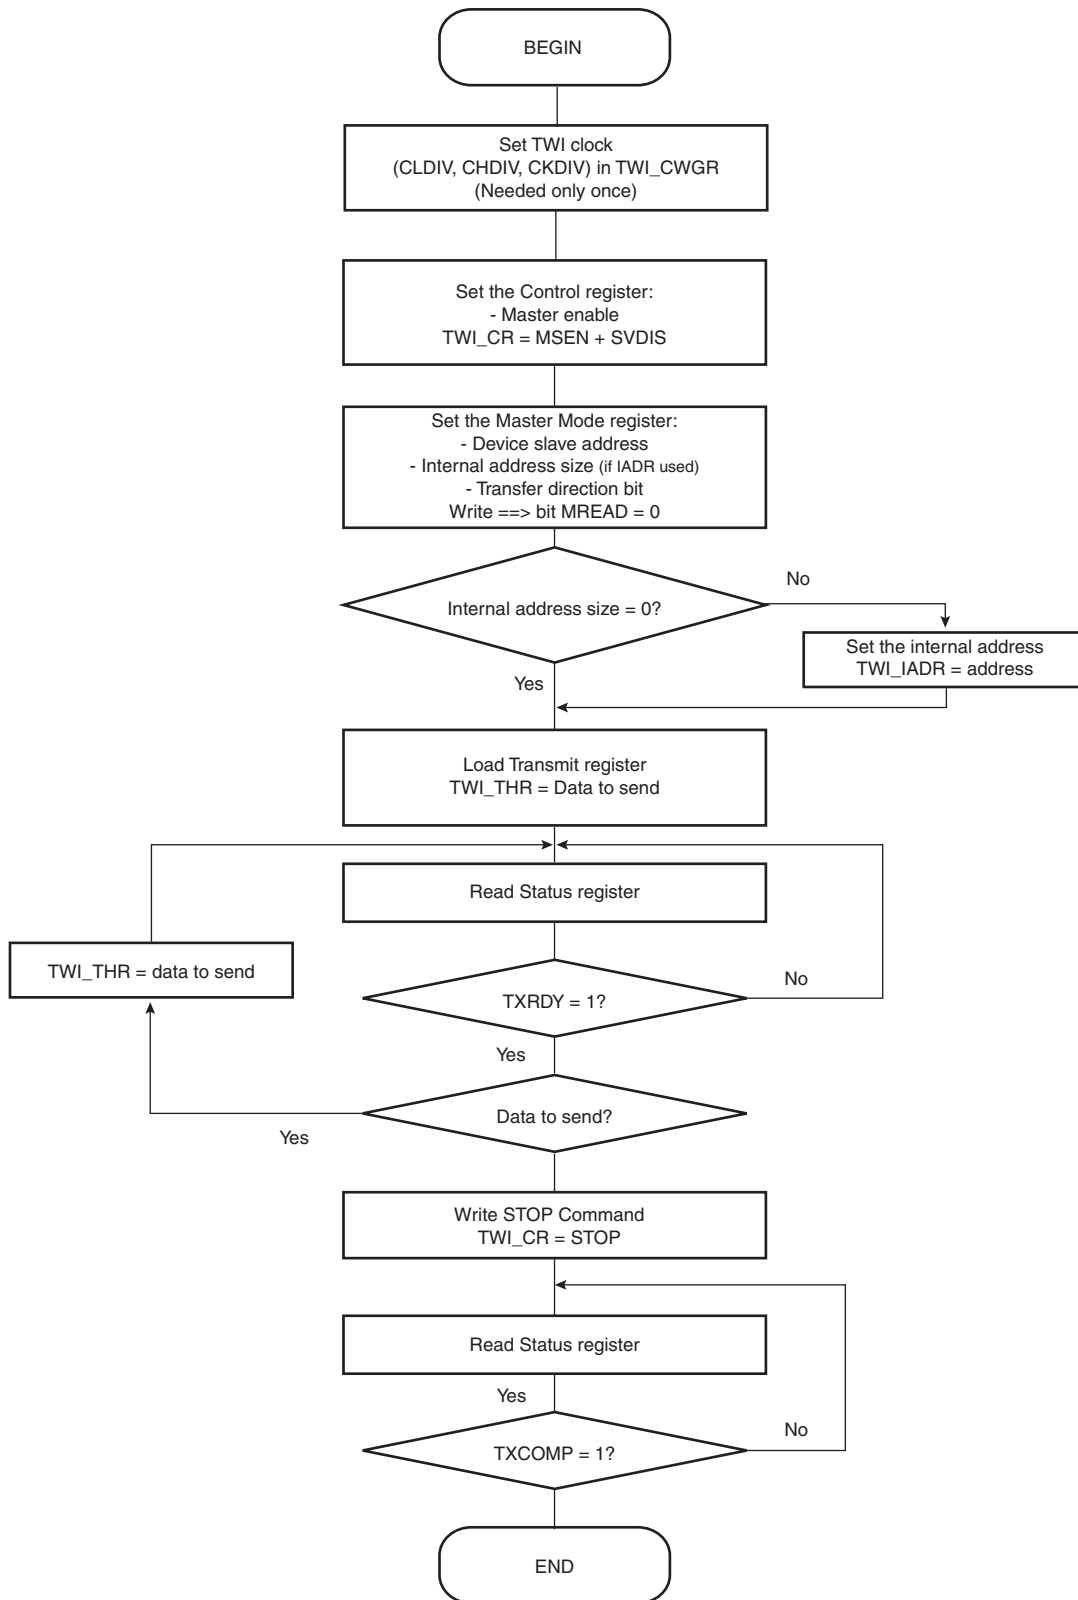 BEGIN
Set TWI clock
(CLDIV, CHDIV, CKDIV) in TWI_CWGR
(Needed only once)
Set the Control register:
- Master enable
TWI_CR = MSEN + SVDIS
Set the Master Mode register:
- Device slave address
- Internal address size (if IADR used)
- Transfer direction bit
Write ==> bit MREAD = 0
No
Internal address size = 0?
Set the internal address
TWI_IADR = address
Yes
Load Transmit register
TWI_THR = Data to send
Read Status register
TWI_THR = data to send
No
TXRDY = 1?
Yes
Data to send?
Yes
Write STOP Command
TWI_CR = STOP
Read Status register
Yes
No
TXCOMP = 1?
END